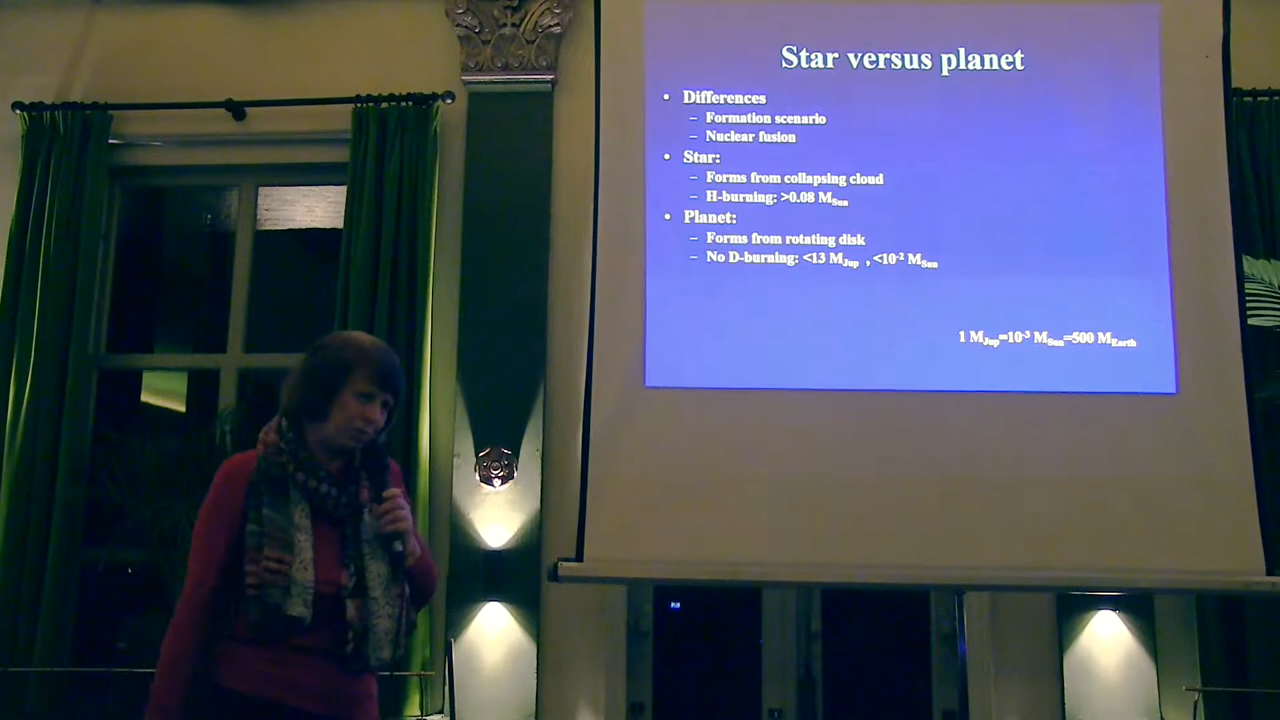 Star versus planet
• Differences
– Formation scenario
– Nuclear fusion
• Star:
– Forms from collapsing cloud
– H-burning: >0.08 MSun
• Planet:
– Forms from rotating disk
– No D-burning: <13 MJup , <10-2 MSun
1 MJup=10-3 MSun=500 MEarth